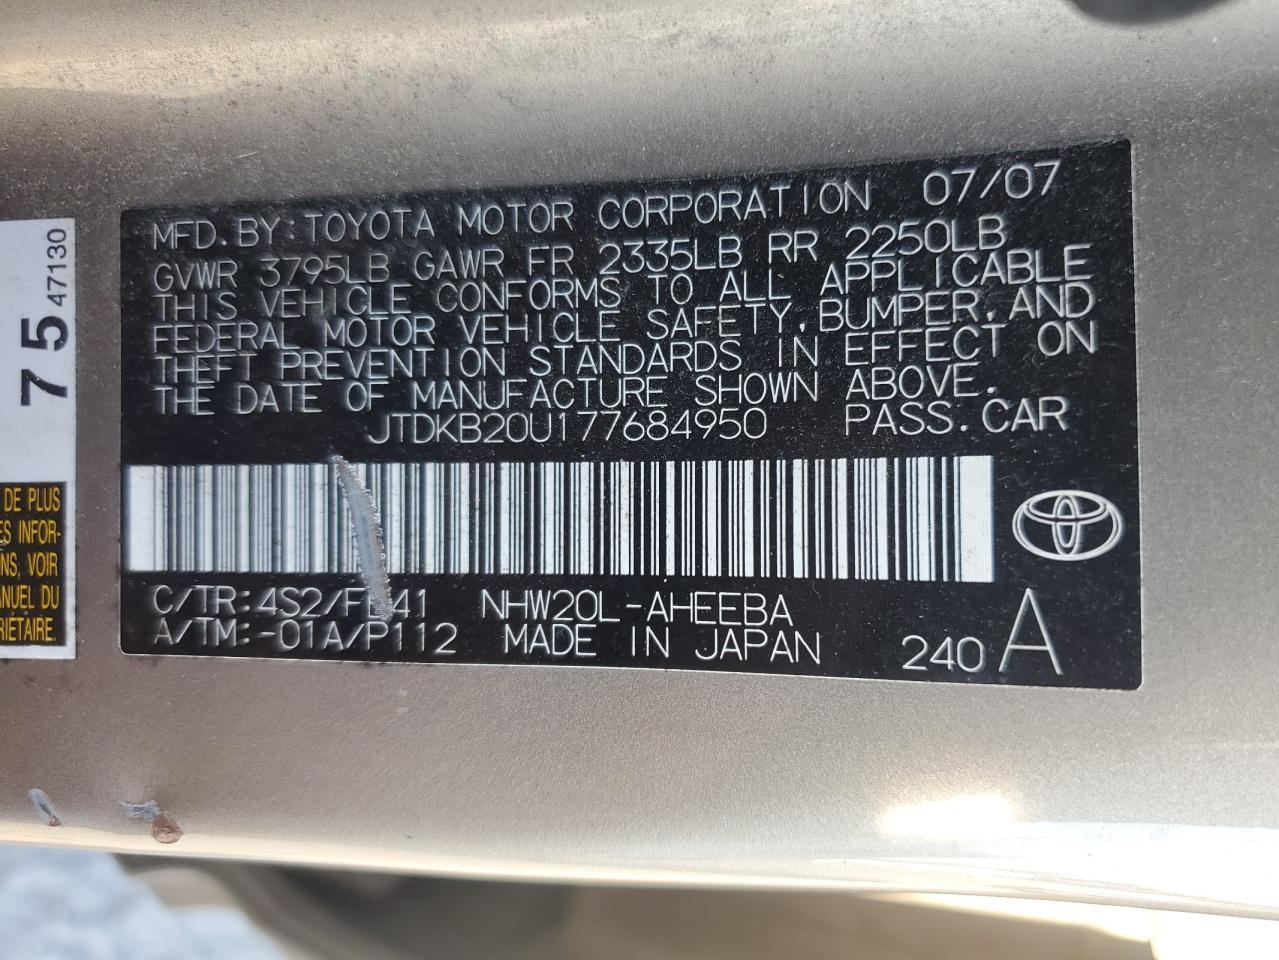 MFD. BY: TOYOTA MOTOR CORPORATION 07/07
GVWR 3795LB GAWR FR 2335LB RR 2250LB
THIS VEHICLE CONFORMS TO ALL APPLICABLE
FEDERAL MOTOR VEHICLE SAFETY, BUMPER, AND
THEFT PREVENTION STANDARDS IN EFFECT ON
THE DATE OF MANUFACTURE SHOWN ABOVE.
JTDKB20U177684950 PASS. CAR
C/TR: 4S2/F 41 NHW20L-AHEEBA
A/TM: -01A/P112 MADE IN JAPAN 240 A
75 47130
DE PLUS
ES INFOR-
NS, VOIR
ANUEL DU
RIÉTAIRE.